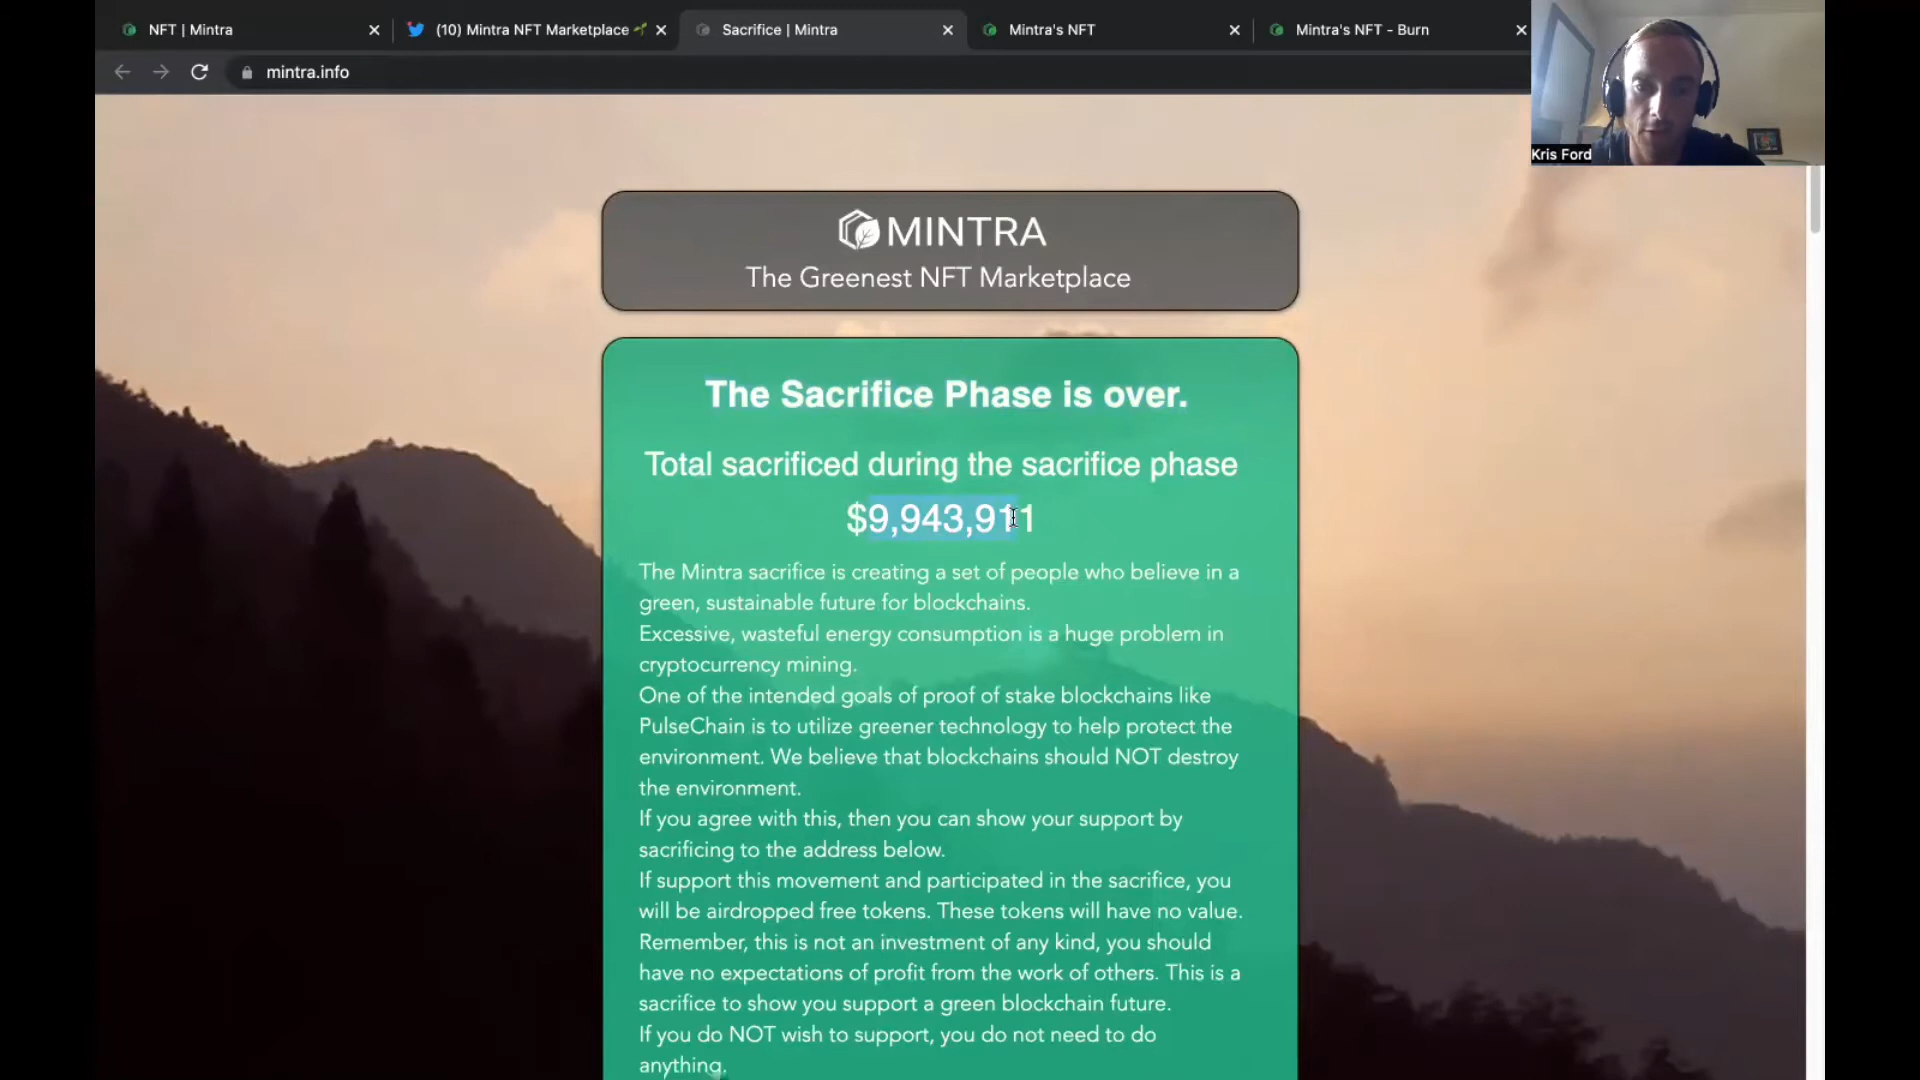 NFT | Mintra
(10) Mintra NFT Marketplace
Sacrifice | Mintra
Mintra's NFT
Mintra's NFT - Burn
mintra.info
Kris Ford
MINTRA
The Greenest NFT Marketplace
The Sacrifice Phase is over.
Total sacrificed during the sacrifice phase
$9,943,911
The Mintra sacrifice is creating a set of people who believe in a
green, sustainable future for blockchains.
Excessive, wasteful energy consumption is a huge problem in
cryptocurrency mining.
One of the intended goals of proof of stake blockchains like
PulseChain is to utilize greener technology to help protect the
environment. We believe that blockchains should NOT destroy
the environment.
If you agree with this, then you can show your support by
sacrificing to the address below.
If support this movement and participated in the sacrifice, you
will be airdropped free tokens. These tokens will have no value.
Remember, this is not an investment of any kind, you should
have no expectations of profit from the work of others. This is a
sacrifice to show you support a green blockchain future.
If you do NOT wish to support, you do not need to do
anything.